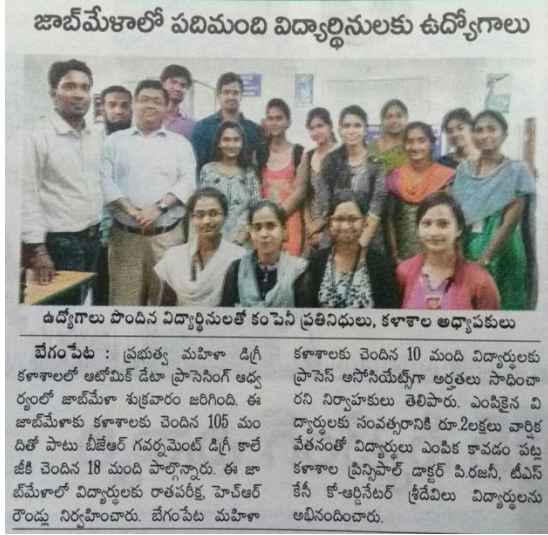 జాబ్‌మేళాలో పదిమంది విద్యార్థినులకు ఉద్యోగాలు
ఉద్యోగాలు పొందిన విద్యార్థినులతో కంపెనీ ప్రతినిధులు, కళాశాల అధ్యాపకులు
బేగంపేట : ప్రభుత్వ మహిళా డిగ్రీ
కళాశాలలో ఆటోమిక్ డేటా ప్రాసెసింగ్ ఆధ్వ
ర్యంలో జాబ్‌మేళా శుక్రవారం జరిగింది. ఈ
జాబ్‌మేళాకు కళాశాలకు చెందిన 105 మం
దితో పాటు బీజేఆర్ గవర్నమెంట్ డిగ్రీ కాలే
జీకి చెందిన 18 మంది పాల్గొన్నారు. ఈ జా
బ్‌మేళాలో విద్యార్థులకు రాతపరీక్ష, హెచ్ఆర్
రౌండ్లు నిర్వహించారు. బేగంపేట మహిళా
కళాశాలకు చెందిన 10 మంది విద్యార్థులకు
ప్రాసెస్ అసోసియేట్స్‌గా అర్హతలు సాధించా
రని నిర్వాహకులు తెలిపారు. ఎంపికైన వి
ద్యార్థులకు సంవత్సరానికి రూ.2లక్షలు వార్షిక
వేతనంతో విద్యార్థులు ఎంపిక కావడం పట్ల
కళాశాల ప్రిన్సిపాల్ డాక్టర్ పి.రజనీ, టీఎస్
కేసీ కో-ఆర్డినేటర్ శ్రీదేవిలు విద్యార్థులను
అభినందించారు.